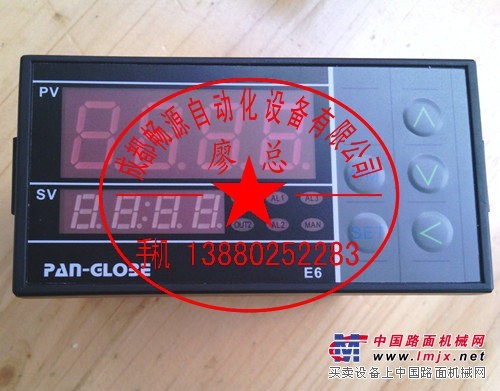 PV
成都畅源自动化设备有限公司
廖总
SV
OUT2 AL1 AL2 AL3 MAN
SET
手机 13880252283
PAN-GLOBE
E6
中国路面机械网
www.lmjx.net
买卖设备上中国路面机械网